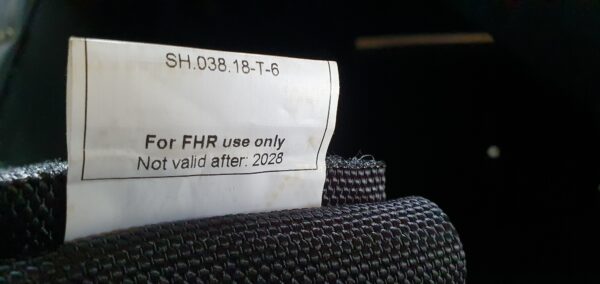 SH.038.18-T-6
For FHR use only
Not valid after: 2028